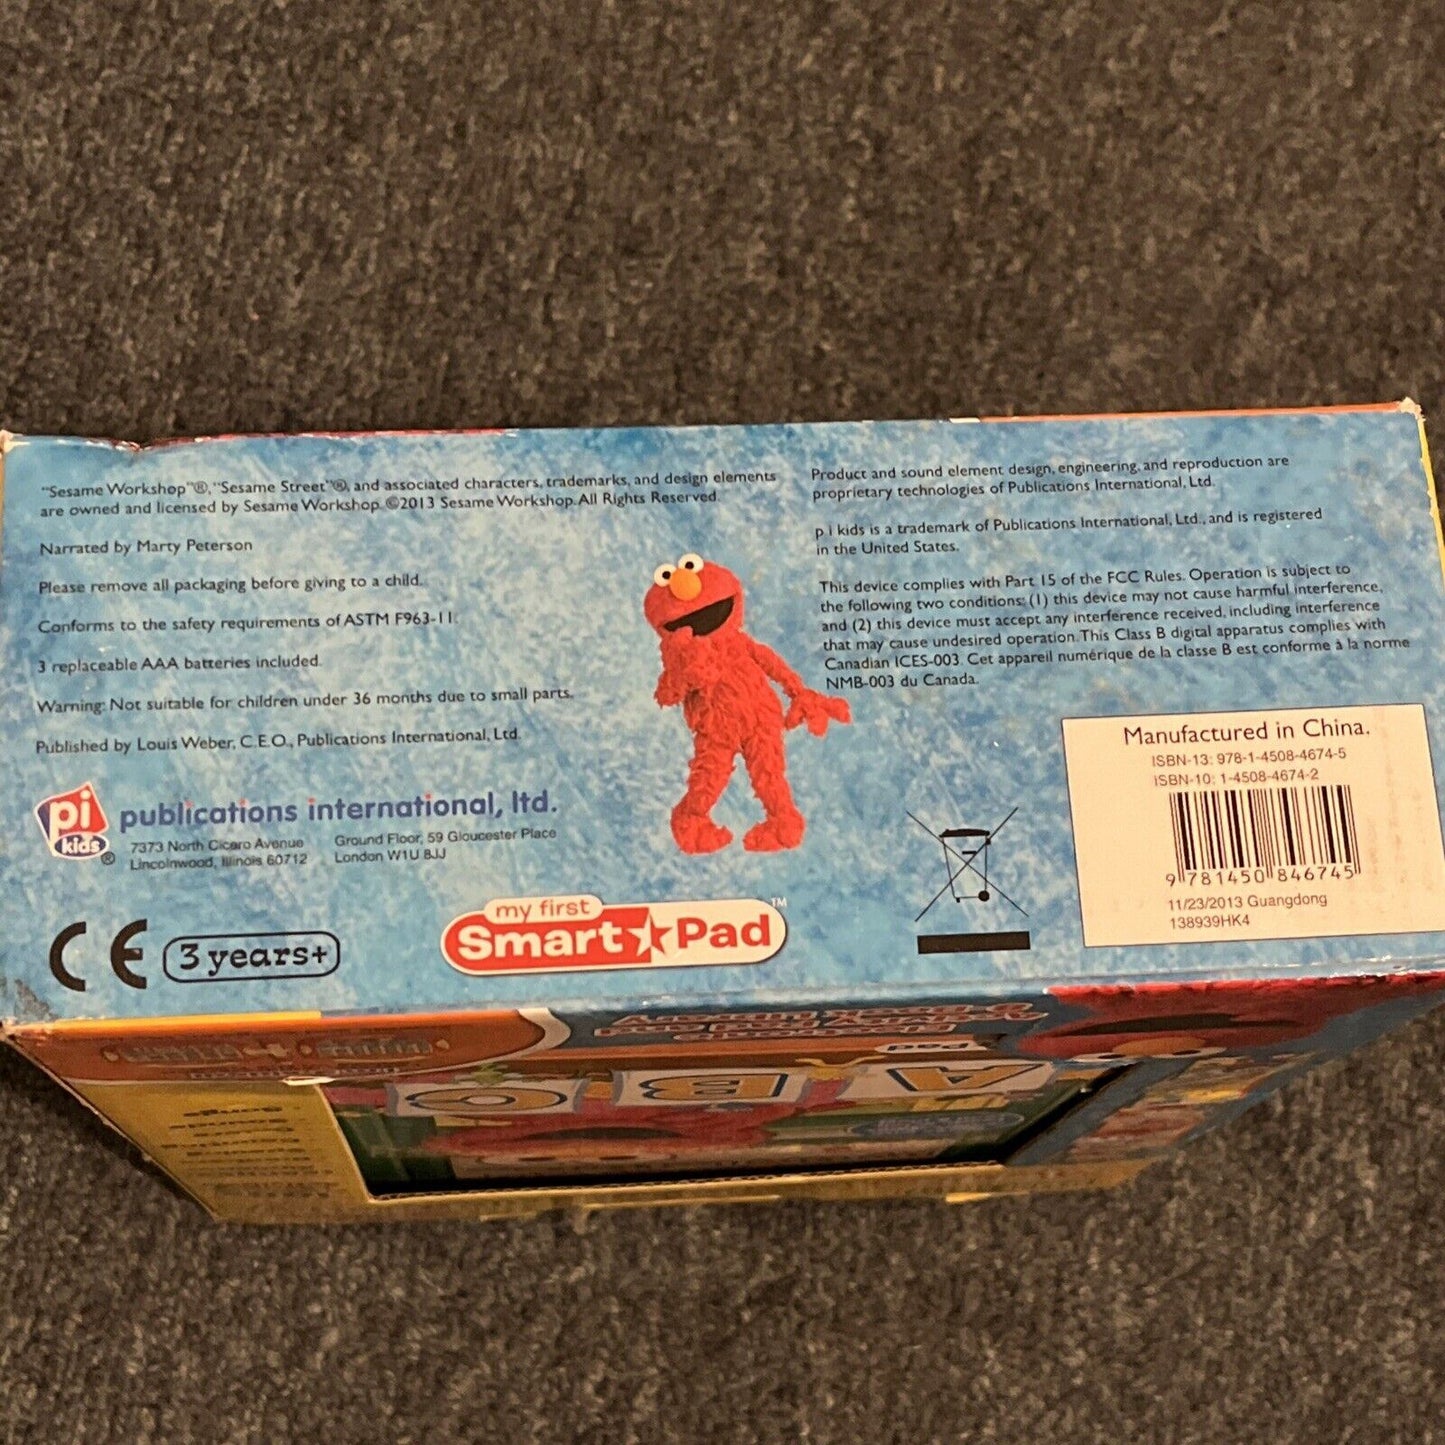 "Sesame Workshop"®, "Sesame Street"®, and associated characters, trademarks, and design elements
are owned and licensed by Sesame Workshop. ©2013 Sesame Workshop. All Rights Reserved.
Narrated by Marty Peterson
Please remove all packaging before giving to a child.
Conforms to the safety requirements of ASTM F963-11.
3 replaceable AAA batteries included.
Warning: Not suitable for children under 36 months due to small parts.
Published by Louis Weber, C.E.O., Publications International, Ltd.
pi kids®
publications international, ltd.
7373 North Cicero Avenue
Lincolnwood, Illinois 60712
Ground Floor, 59 Gloucester Place
London W1U 8JJ
CE
3 years+
my first
Smart Pad™
Product and sound element design, engineering, and reproduction are
proprietary technologies of Publications International, Ltd.
p i kids is a trademark of Publications International, Ltd., and is registered
in the United States.
This device complies with Part 15 of the FCC Rules. Operation is subject to
the following two conditions: (1) this device may not cause harmful interference,
and (2) this device must accept any interference received, including interference
that may cause undesired operation. This Class B digital apparatus complies with
Canadian ICES-003. Cet appareil numérique de la classe B est conforme à la norme
NMB-003 du Canada.
Manufactured in China.
ISBN-13: 978-1-4508-4674-5
ISBN-10: 1-4508-4674-2
9 781450 846745
11/23/2013 Guangdong
138939HK4
Pad
A B C